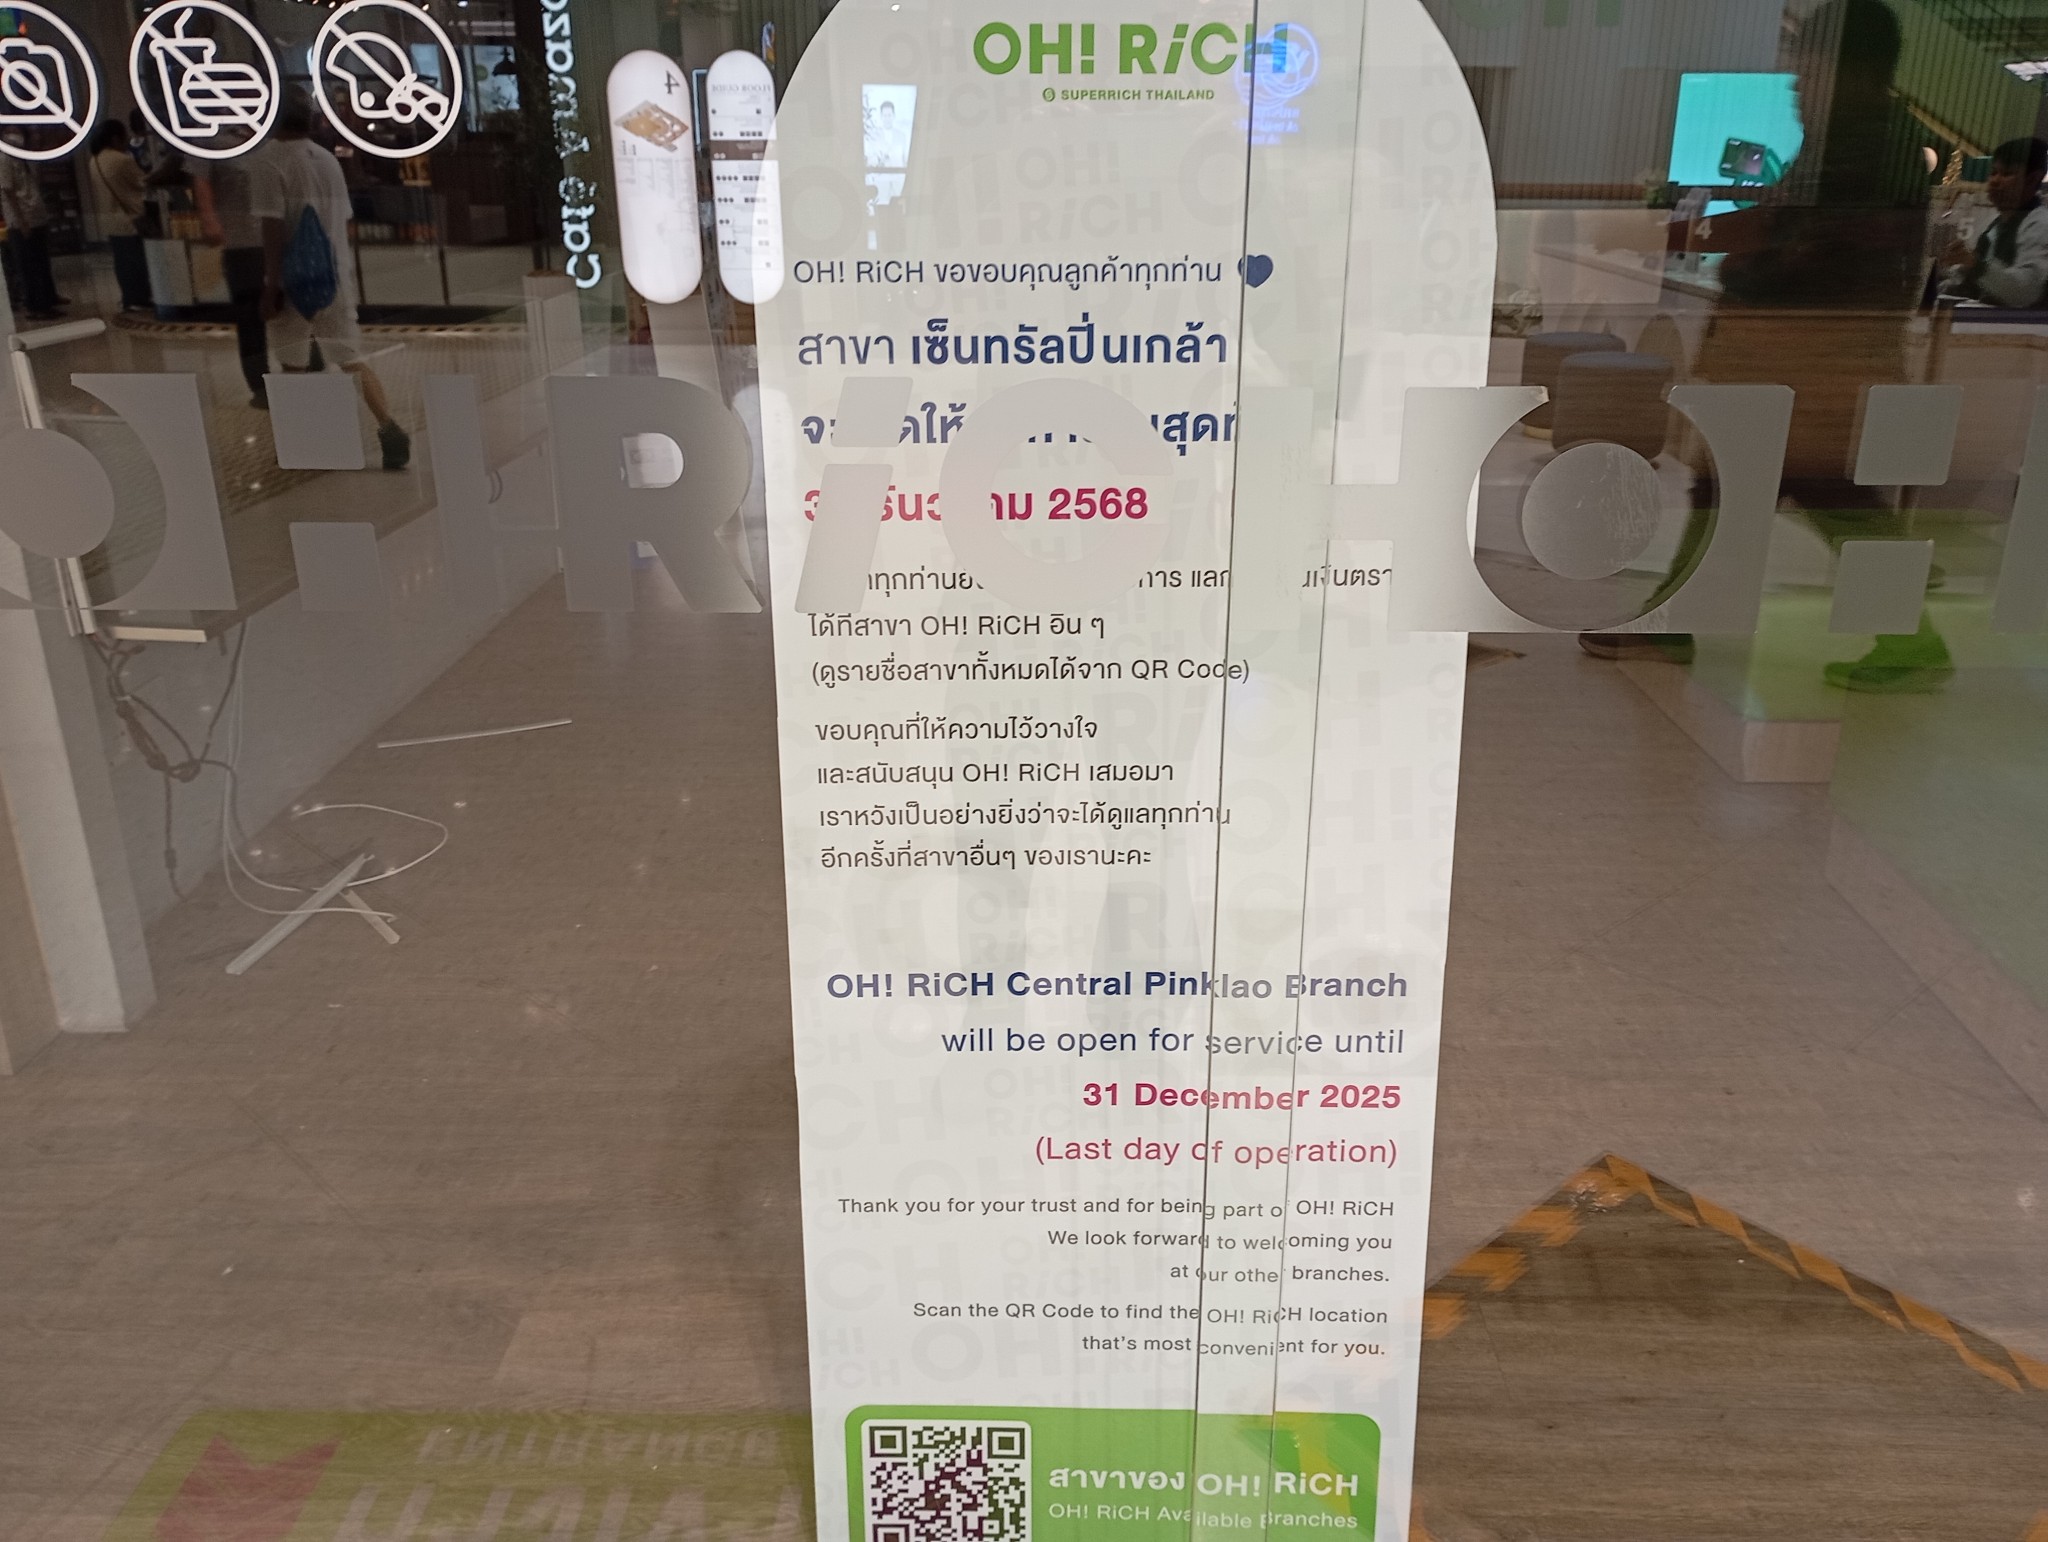 OH! RiCH
SUPERRICH THAILAND
4
FLOOR GUIDE
Café Amazo
OH! RiCH ขอขอบคุณลูกค้าทุกท่าน
สาขา เซ็นทรัลปิ่นเกล้า
2568
OH! RiCH OH!
ได้ที่สาขา OH! RiCH อื่น ๆ
(ดูรายชื่อสาขาทั้งหมดได้จาก QR Code)
ขอบคุณที่ให้ความไว้วางใจ
และสนับสนุน OH! RiCH เสมอมา
เราหวังเป็นอย่างยิ่งว่าจะได้ดูแลทุกท่าน
อีกครั้งที่สาขาอื่นๆ ของเรานะคะ
OH! RiCH Central Pinklao Branch
will be open for service until
31 December 2025
(Last day of operation)
Thank you for your trust and for being part of OH! RiCH
We look forward to welcoming you
at our other branches.
Scan the QR Code to find the OH! RiCH location
that's most convenient for you.
สาขาของ OH! RiCH
OH! RiCH Available Branches
ENTRANCE
4
5